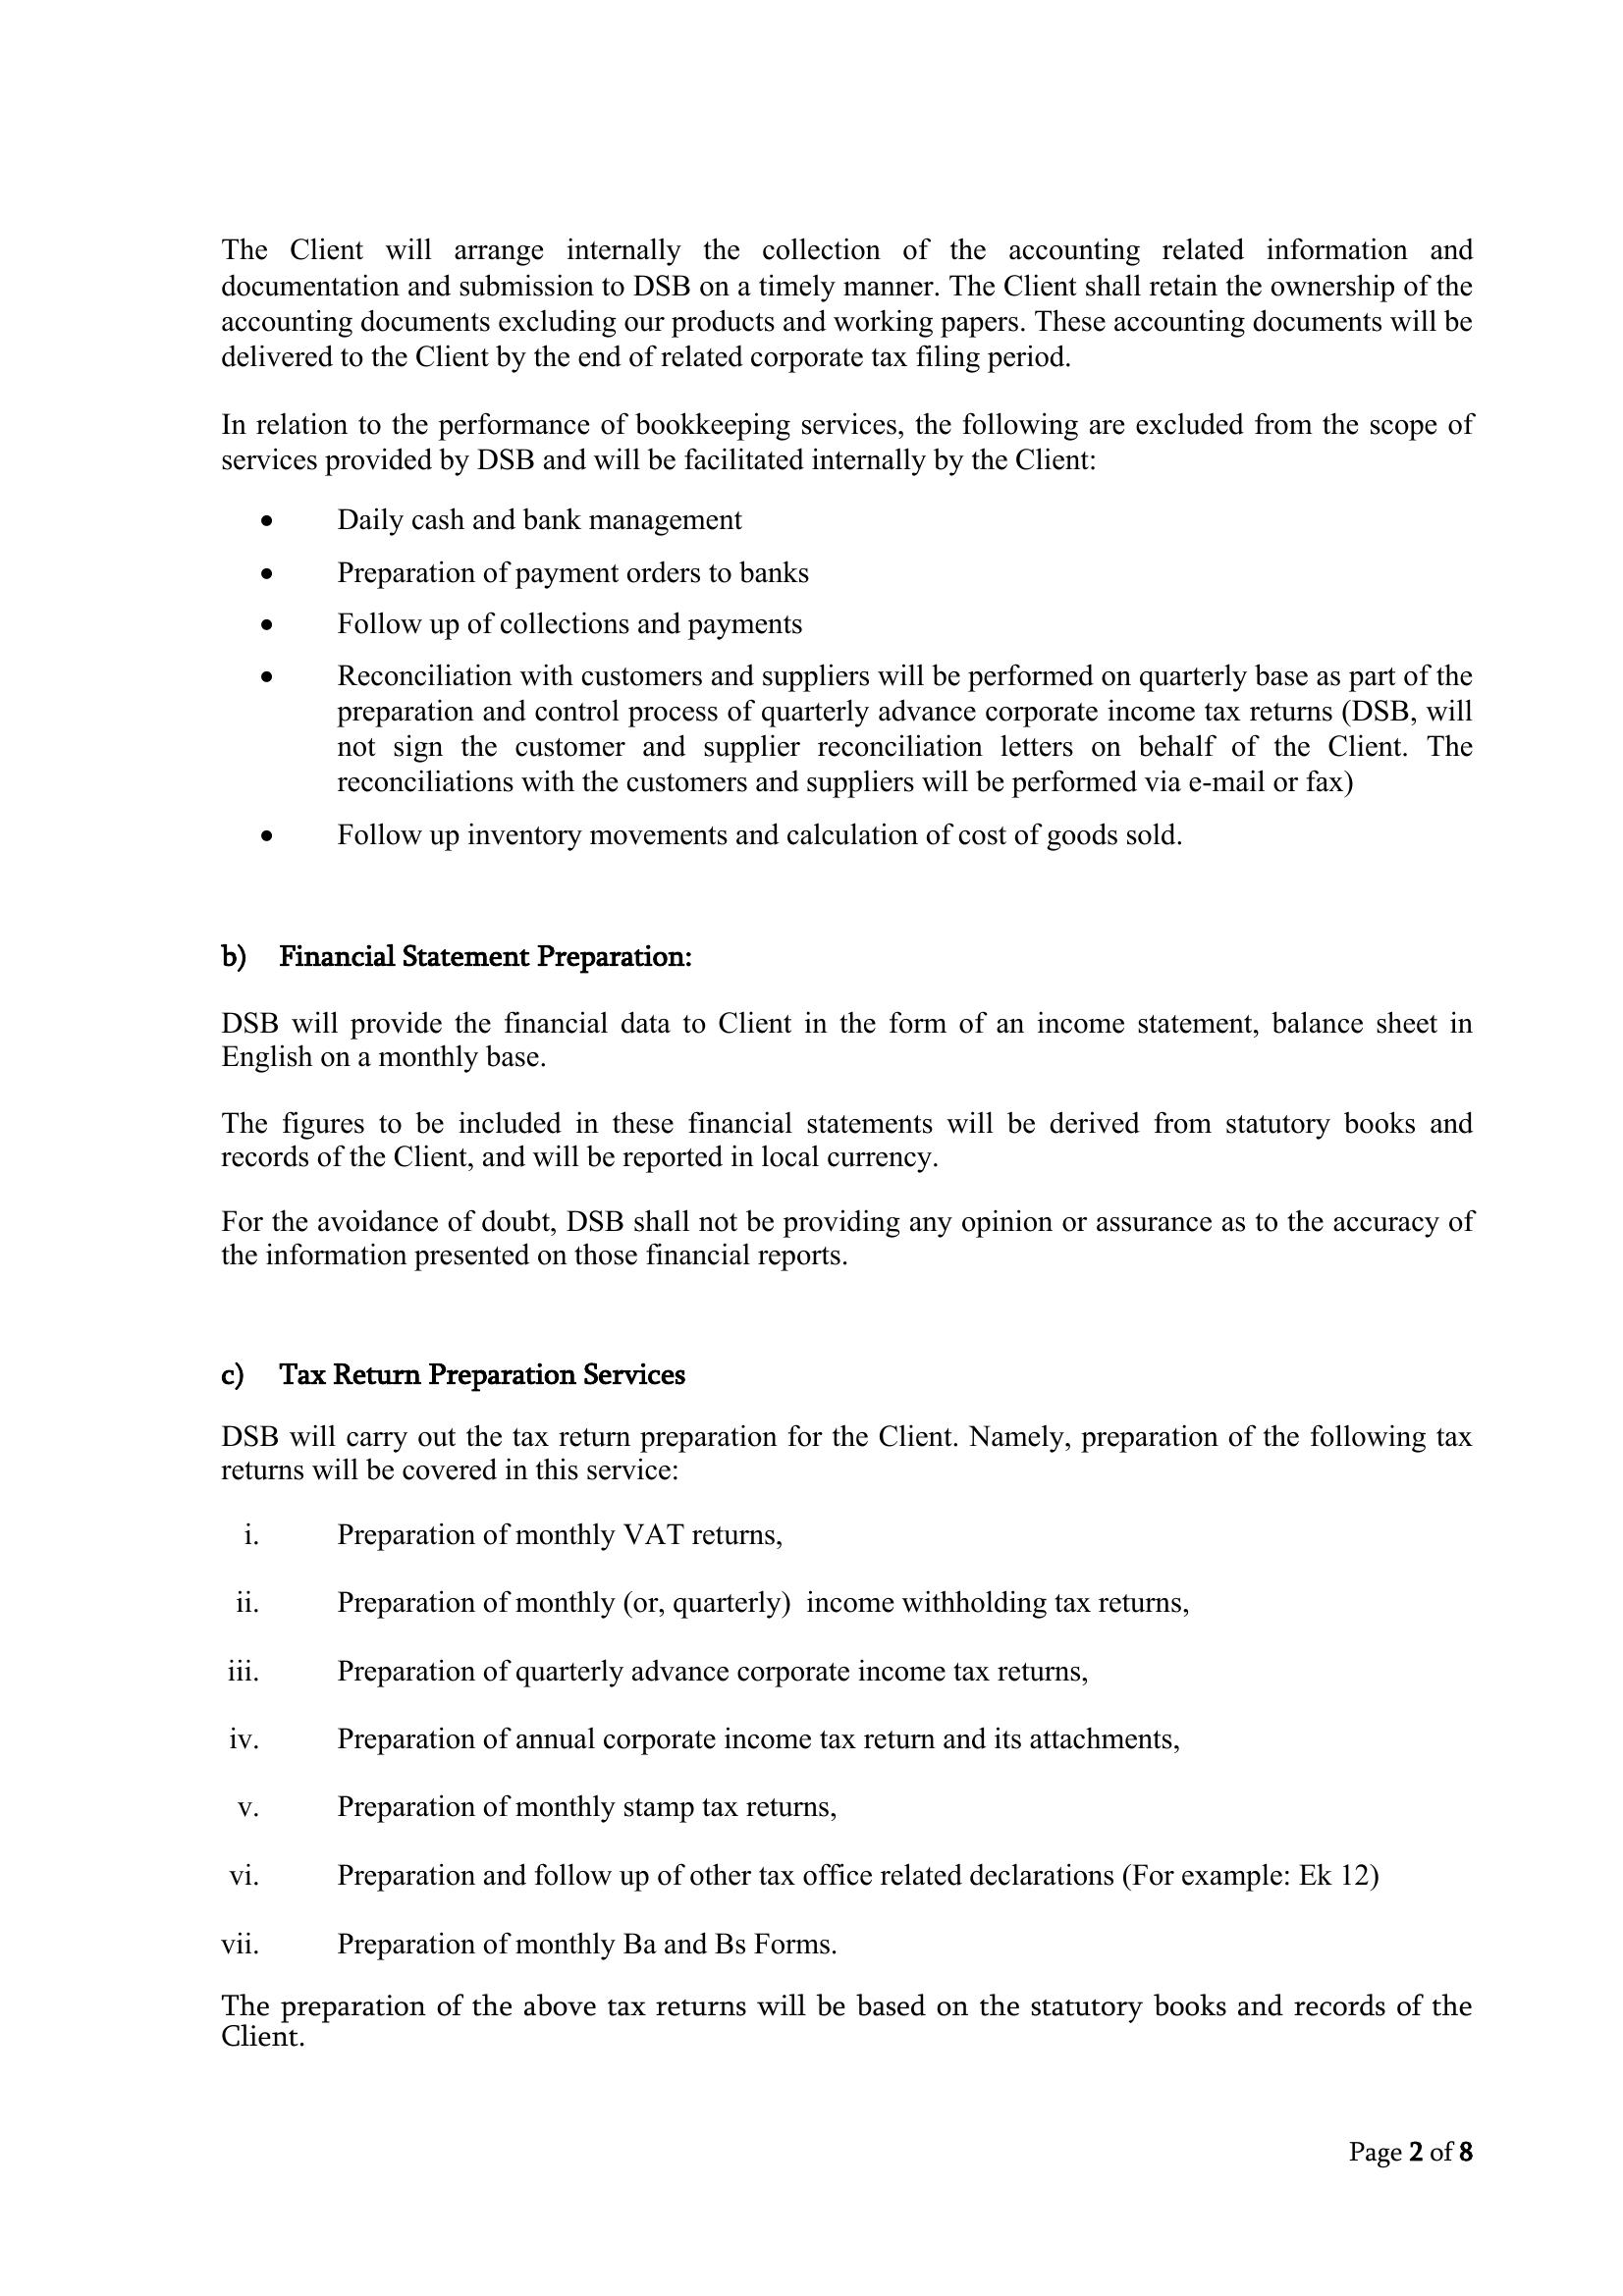 The Client will arrange internally the collection of the accounting related information and
documentation and submission to DSB on a timely manner. The Client shall retain the ownership of the
accounting documents excluding our products and working papers. These accounting documents will be
delivered to the Client by the end of related corporate tax filing period.
In relation to the performance of bookkeeping services, the following are excluded from the scope of
services provided by DSB and will be facilitated internally by the Client:
• Daily cash and bank management
• Preparation of payment orders to banks
• Follow up of collections and payments
• Reconciliation with customers and suppliers will be performed on quarterly base as part of the
preparation and control process of quarterly advance corporate income tax returns (DSB, will
not sign the customer and supplier reconciliation letters on behalf of the Client. The
reconciliations with the customers and suppliers will be performed via e-mail or fax)
• Follow up inventory movements and calculation of cost of goods sold.
b) Financial Statement Preparation:
DSB will provide the financial data to Client in the form of an income statement, balance sheet in
English on a monthly base.
The figures to be included in these financial statements will be derived from statutory books and
records of the Client, and will be reported in local currency.
For the avoidance of doubt, DSB shall not be providing any opinion or assurance as to the accuracy of
the information presented on those financial reports.
c) Tax Return Preparation Services
DSB will carry out the tax return preparation for the Client. Namely, preparation of the following tax
returns will be covered in this service:
i. Preparation of monthly VAT returns,
ii. Preparation of monthly (or, quarterly) income withholding tax returns,
iii. Preparation of quarterly advance corporate income tax returns,
iv. Preparation of annual corporate income tax return and its attachments,
v. Preparation of monthly stamp tax returns,
vi. Preparation and follow up of other tax office related declarations (For example: Ek 12)
vii. Preparation of monthly Ba and Bs Forms.
The preparation of the above tax returns will be based on the statutory books and records of the
Client.
Page 2 of 8